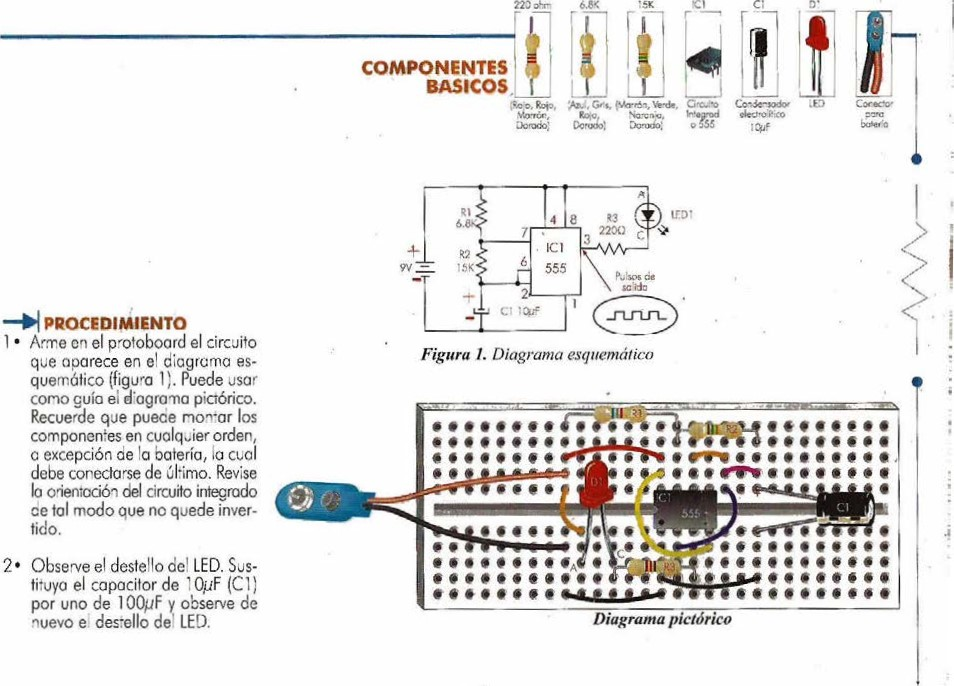 220 ohm 6.8K 15K IC1 C1 D1
COMPONENTES
BASICOS
(Rojo, Rojo,
Marrón,
Dorado)
(Azul, Gris,
Rojo,
Dorado)
(Marrón, Verde,
Naranja,
Dorado)
Circuito
Integrad
o 555
Condensador
electrolítico
10µF
LED
Conector
para
batería
R1
6.8K
R2
15K
+
9V
-
+
-
C1 10µF
4 8
7
6
2
3
1
IC1
555
R3
220Ω
A
C
LED1
Pulsos de
salida
Figura 1. Diagrama esquemático
PROCEDIMIENTO
1• Arme en el protoboard el circuito
que aparece en el diagrama es-
quemático (figura 1). Puede usar
como guía el diagrama pictórico.
Recuerde que puede montar los
componentes en cualquier orden,
a excepción de la batería, la cual
debe conectarse de último. Revise
la orientación del circuito integrado
de tal modo que no quede inver-
tido.
2• Observe el destello del LED. Sus-
tituya el capacitor de 10µF (C1)
por uno de 100µF y observe de
nuevo el destello del LED.
R1
R2
D1
IC1
555
C1
A
C
R3
Diagrama pictórico